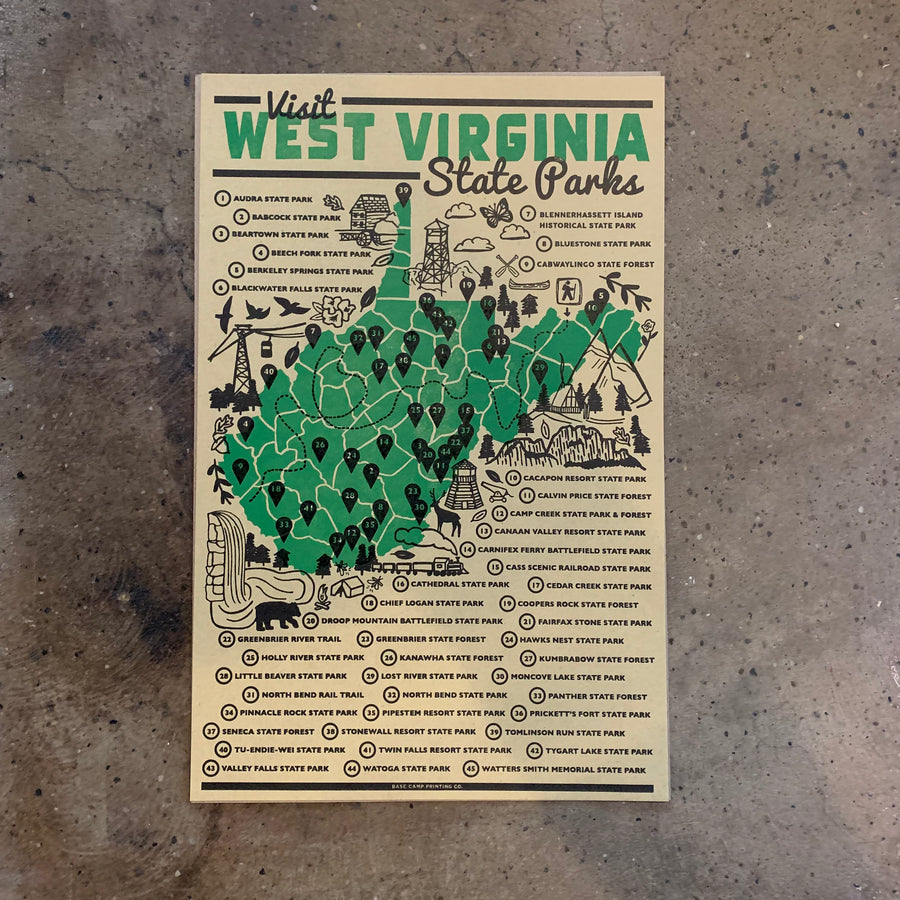 Visit
WEST VIRGINIA
State Parks
1 AUDRA STATE PARK
2 BABCOCK STATE PARK
3 BEARTOWN STATE PARK
4 BEECH FORK STATE PARK
5 BERKELEY SPRINGS STATE PARK
6 BLACKWATER FALLS STATE PARK
7 BLENNERHASSETT ISLAND
HISTORICAL STATE PARK
8 BLUESTONE STATE PARK
9 CABWAYLINGO STATE FOREST
10 CACAPON RESORT STATE PARK
11 CALVIN PRICE STATE FOREST
12 CAMP CREEK STATE PARK & FOREST
13 CANAAN VALLEY RESORT STATE PARK
14 CARNIFEX FERRY BATTLEFIELD STATE PARK
15 CASS SCENIC RAILROAD STATE PARK
16 CATHEDRAL STATE PARK 17 CEDAR CREEK STATE PARK
18 CHIEF LOGAN STATE PARK 19 COOPERS ROCK STATE FOREST
20 DROOP MOUNTAIN BATTLEFIELD STATE PARK 21 FAIRFAX STONE STATE PARK
22 GREENBRIER RIVER TRAIL 23 GREENBRIER STATE FOREST 24 HAWKS NEST STATE PARK
25 HOLLY RIVER STATE PARK 26 KANAWHA STATE FOREST 27 KUMBRABOW STATE FOREST
28 LITTLE BEAVER STATE PARK 29 LOST RIVER STATE PARK 30 MONCOVE LAKE STATE PARK
31 NORTH BEND RAIL TRAIL 32 NORTH BEND STATE PARK 33 PANTHER STATE FOREST
34 PINNACLE ROCK STATE PARK 35 PIPESTEM RESORT STATE PARK 36 PRICKETT'S FORT STATE PARK
37 SENECA STATE FOREST 38 STONEWALL RESORT STATE PARK 39 TOMLINSON RUN STATE PARK
40 TU-ENDIE-WEI STATE PARK 41 TWIN FALLS RESORT STATE PARK 42 TYGART LAKE STATE PARK
43 VALLEY FALLS STATE PARK 44 WATOGA STATE PARK 45 WATTERS SMITH MEMORIAL STATE PARK
BASE CAMP PRINTING CO.